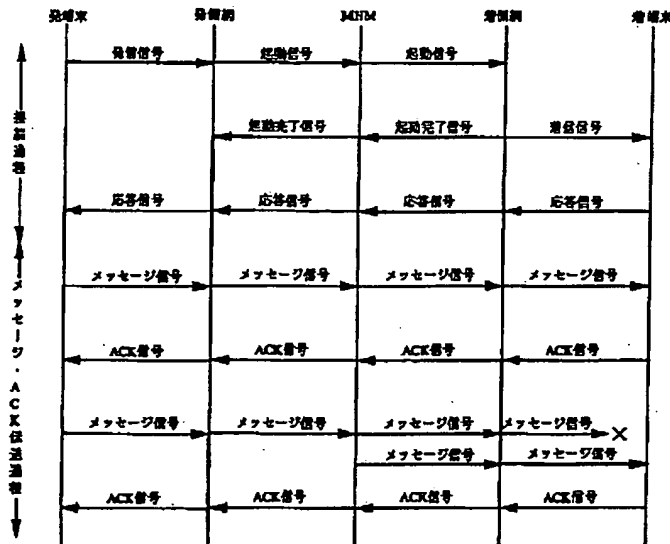 発端末 発側網 MHM 着側網 着端末
発信信号 起動信号 起動信号
起動完了信号 起動完了信号 着信信号
接続過程
応答信号 応答信号 応答信号 応答信号
メッセージ信号 メッセージ信号 メッセージ信号 メッセージ信号
ACK信号 ACK信号 ACK信号 ACK信号
メッセージ・ACK伝送過程
メッセージ信号 メッセージ信号 メッセージ信号 メッセージ信号 ×
メッセージ信号 メッセージ信号
ACK信号 ACK信号 ACK信号 ACK信号